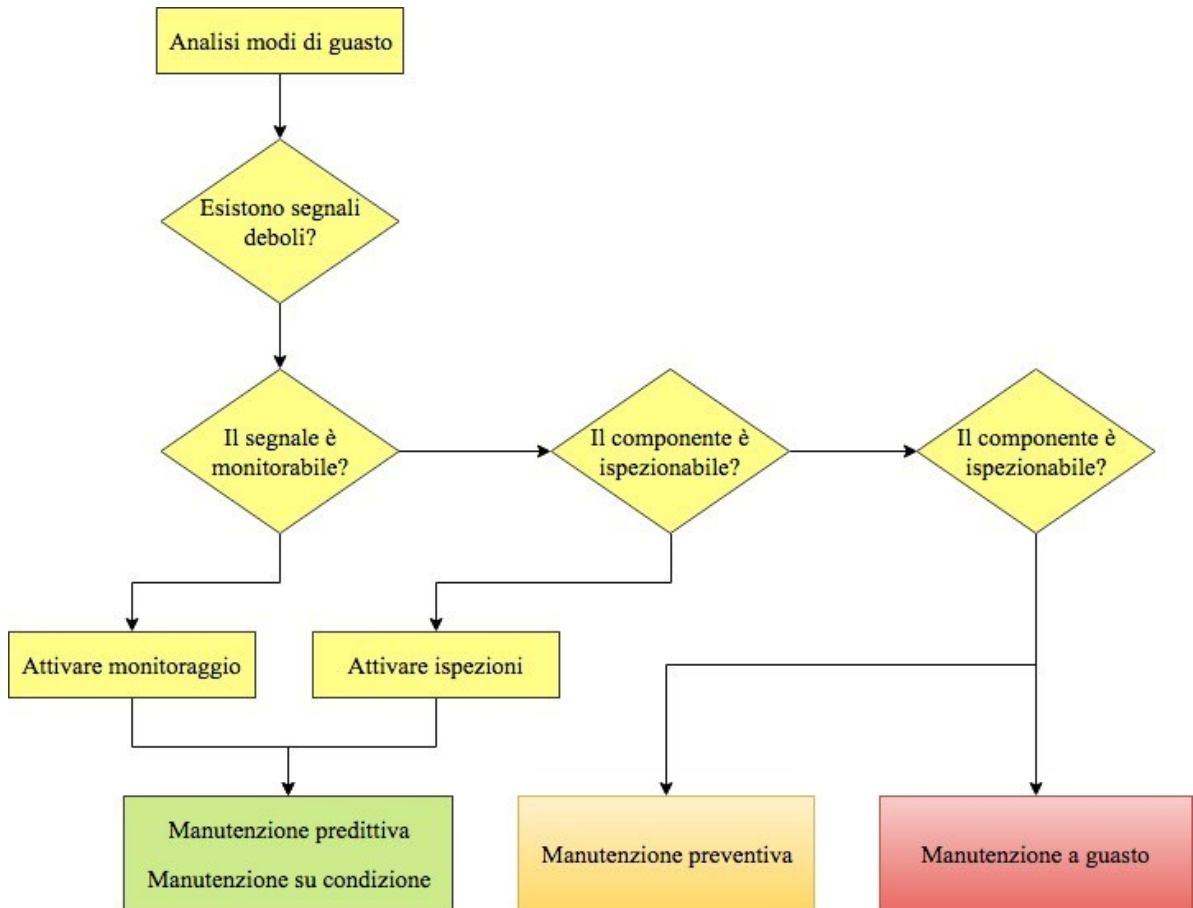 Analisi modi di guasto
Esistono segnali
deboli?
Il segnale è
monitorabile?
Il componente è
ispezionabile?
Il componente è
ispezionabile?
Attivare monitoraggio
Attivare ispezioni
Manutenzione predittiva
Manutenzione su condizione
Manutenzione preventiva
Manutenzione a guasto